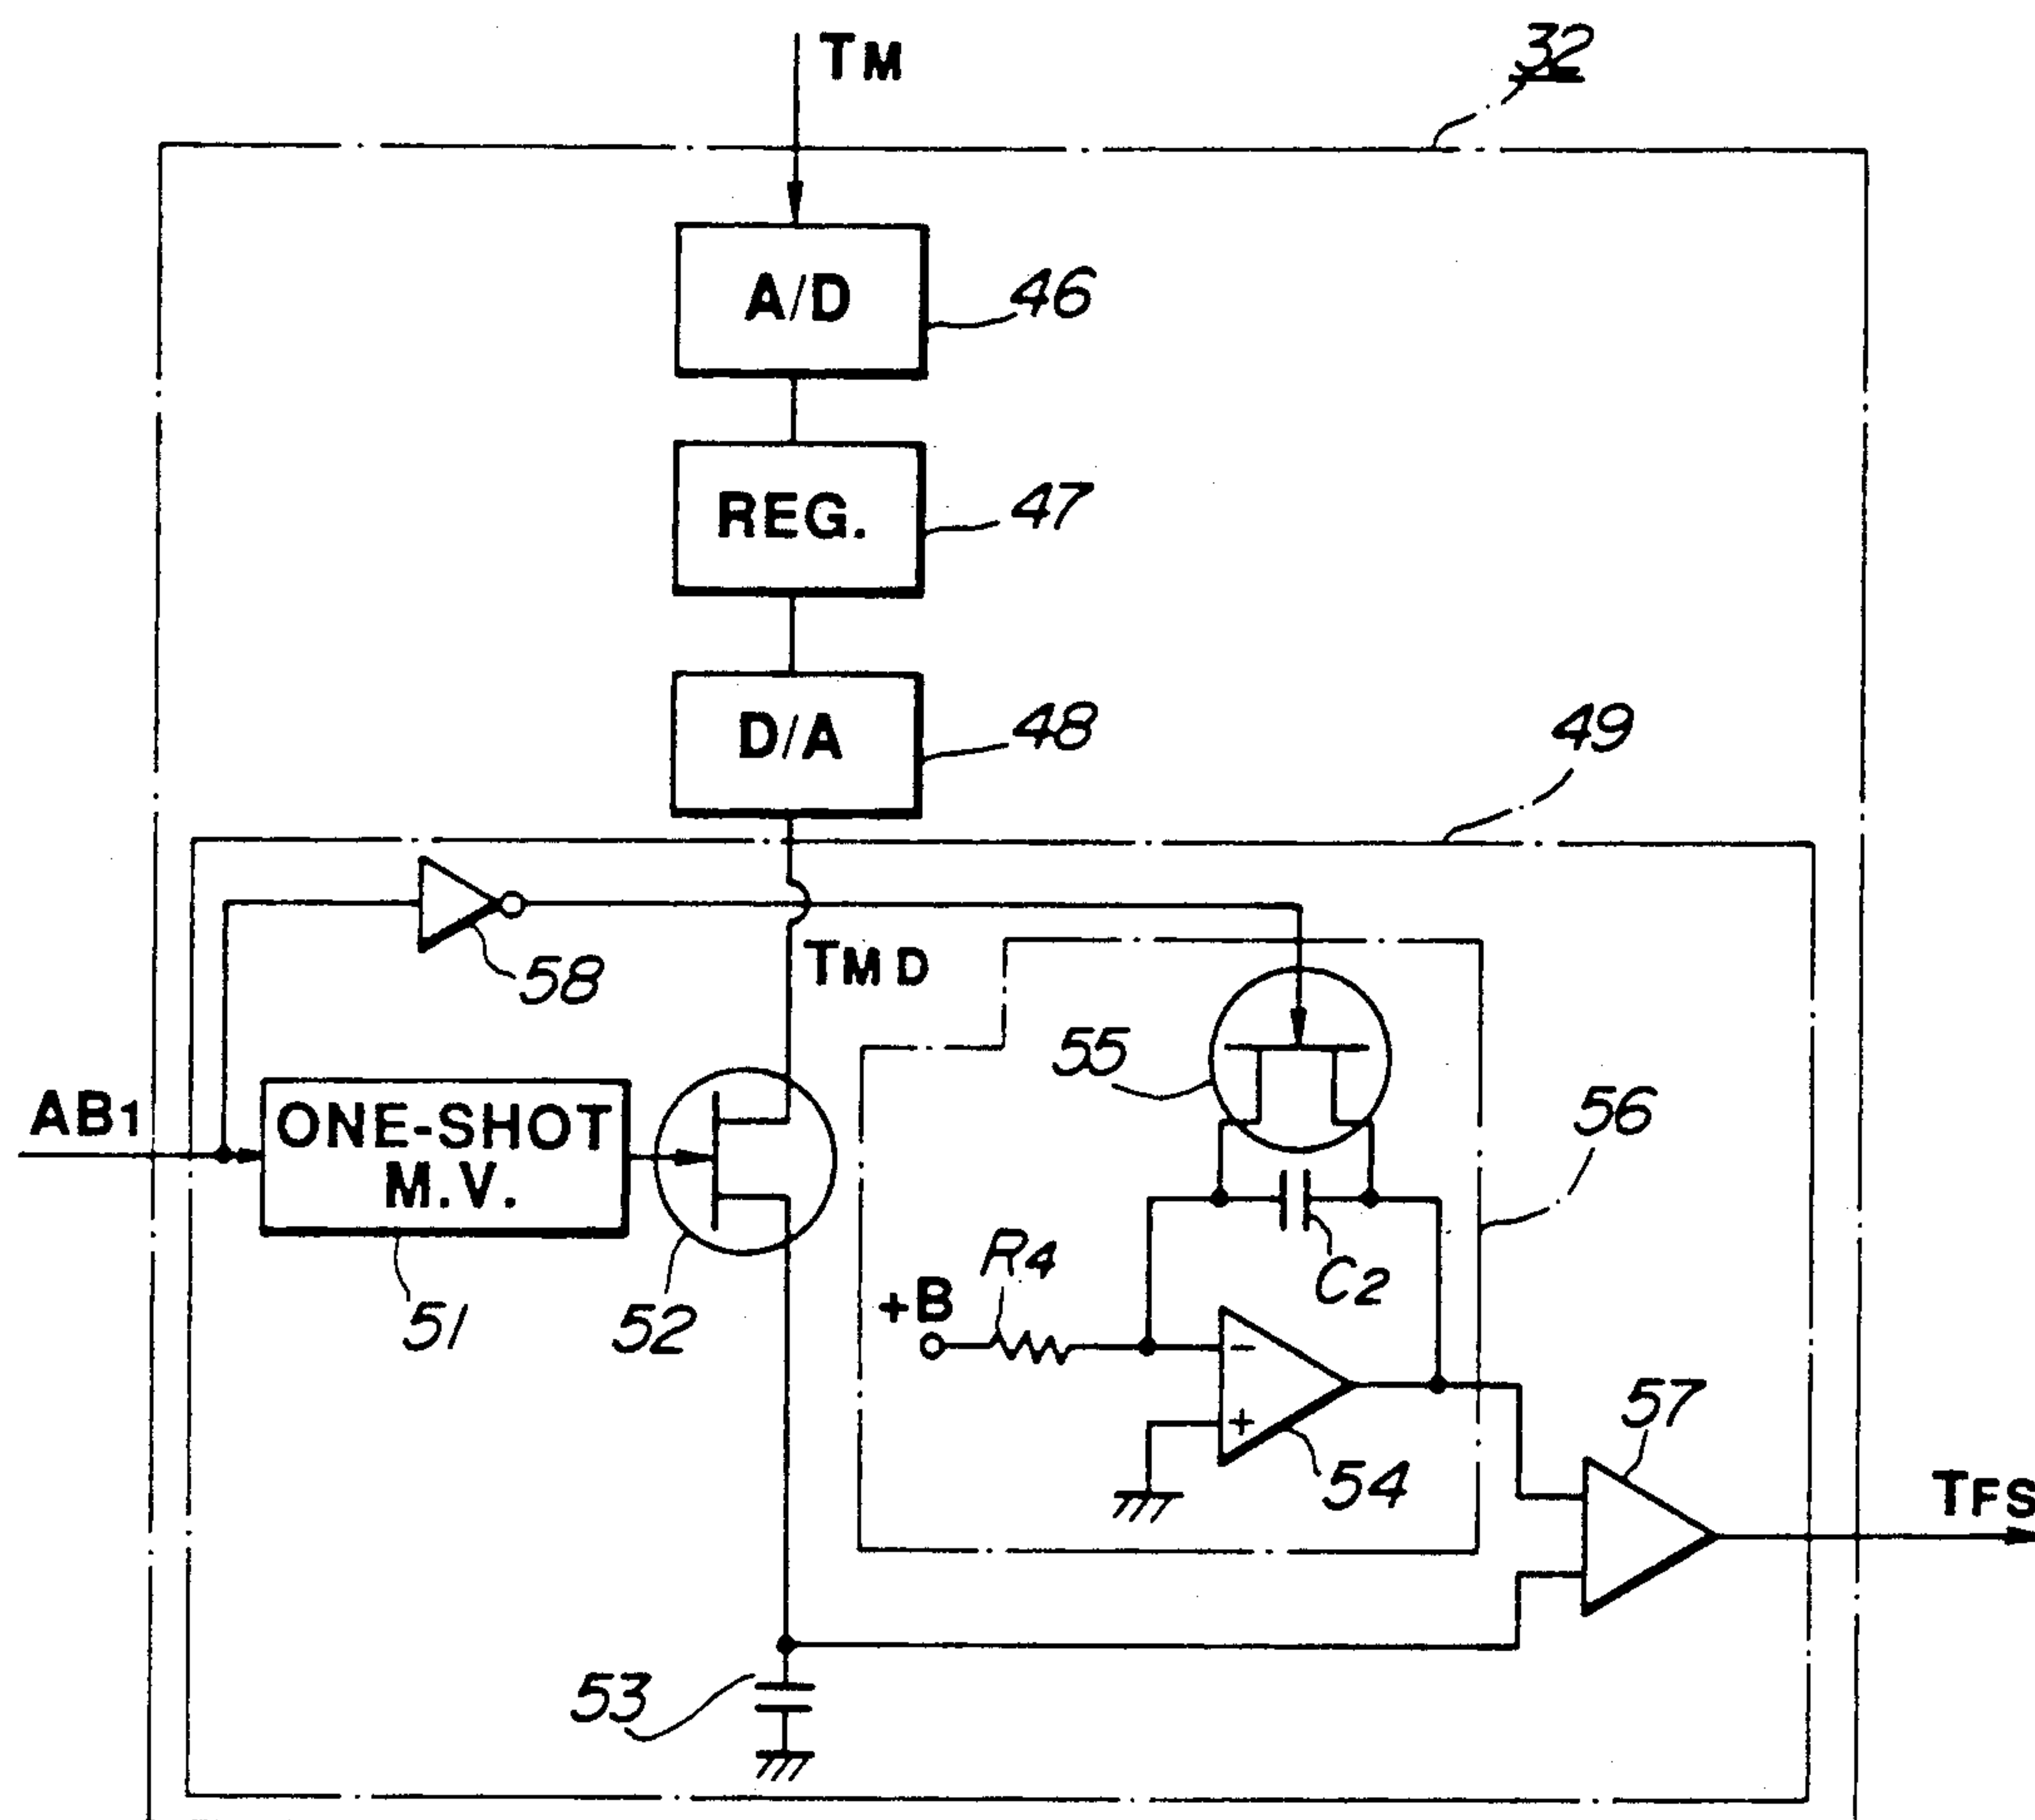 TM
32
A/D
46
REG.
47
D/A
48
49
58
TMD
55
AB1
ONE-SHOT
M.V.
56
R4
C2
+B
51
52
−
+
54
57
TFS
53